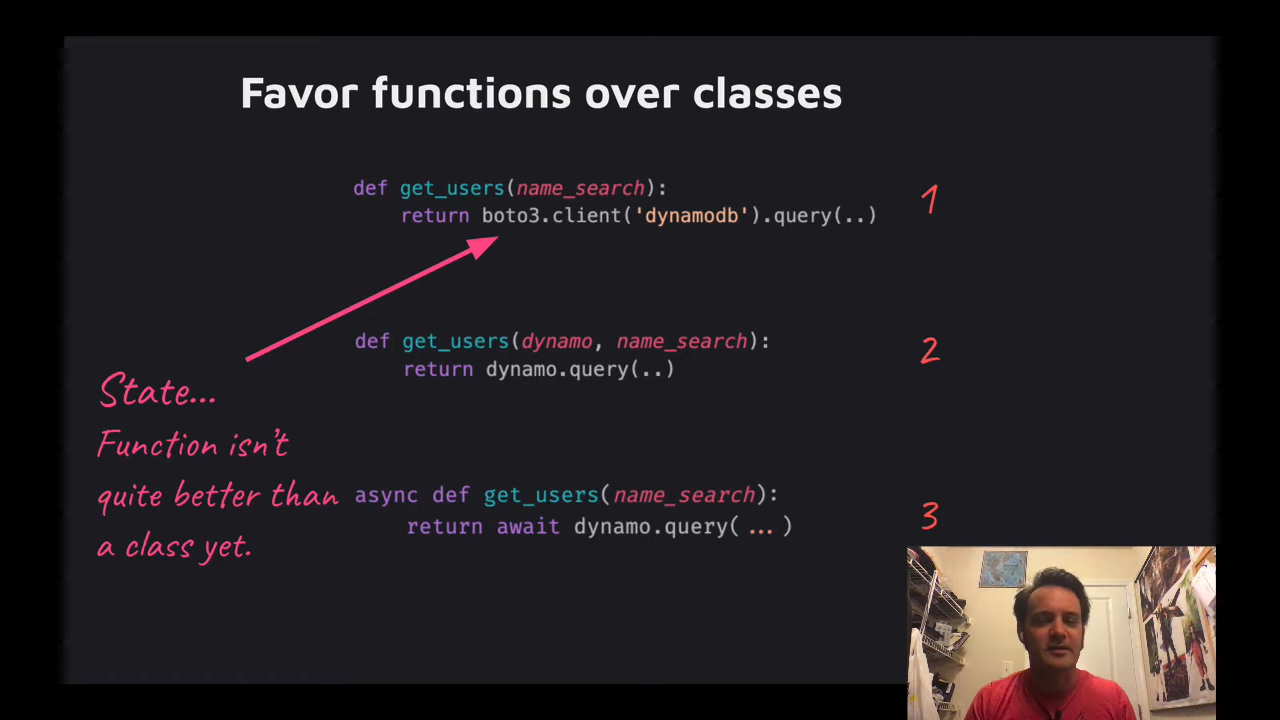 Favor functions over classes
def get_users(name_search):
return boto3.client('dynamodb').query(..)
1
def get_users(dynamo, name_search):
return dynamo.query(..)
2
State...
Function isn't
quite better than
a class yet.
async def get_users(name_search):
return await dynamo.query( ... )
3